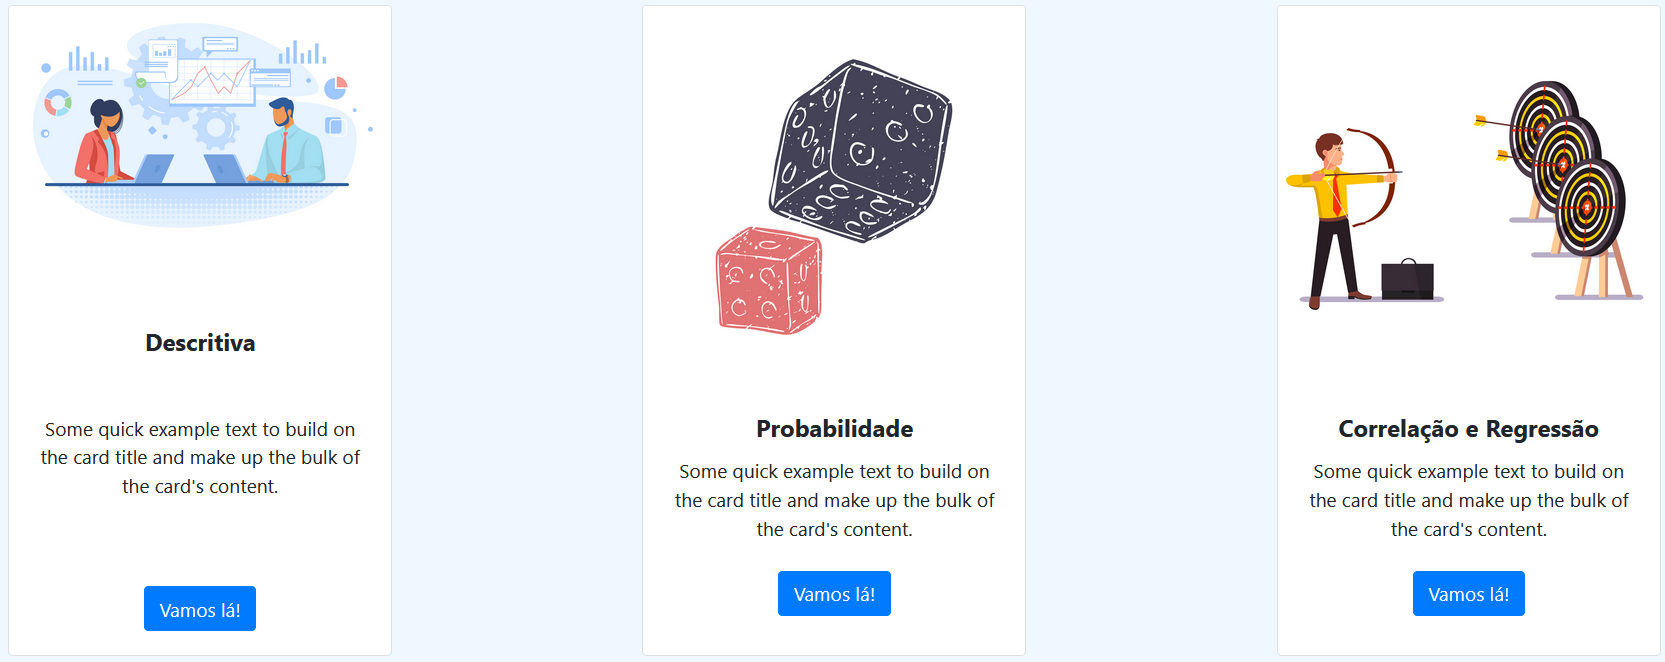 Descritiva
Some quick example text to build on
the card title and make up the bulk of
the card's content.
Vamos lá!
Probabilidade
Some quick example text to build on
the card title and make up the bulk of
the card's content.
Vamos lá!
Correlação e Regressão
Some quick example text to build on
the card title and make up the bulk of
the card's content.
Vamos lá!